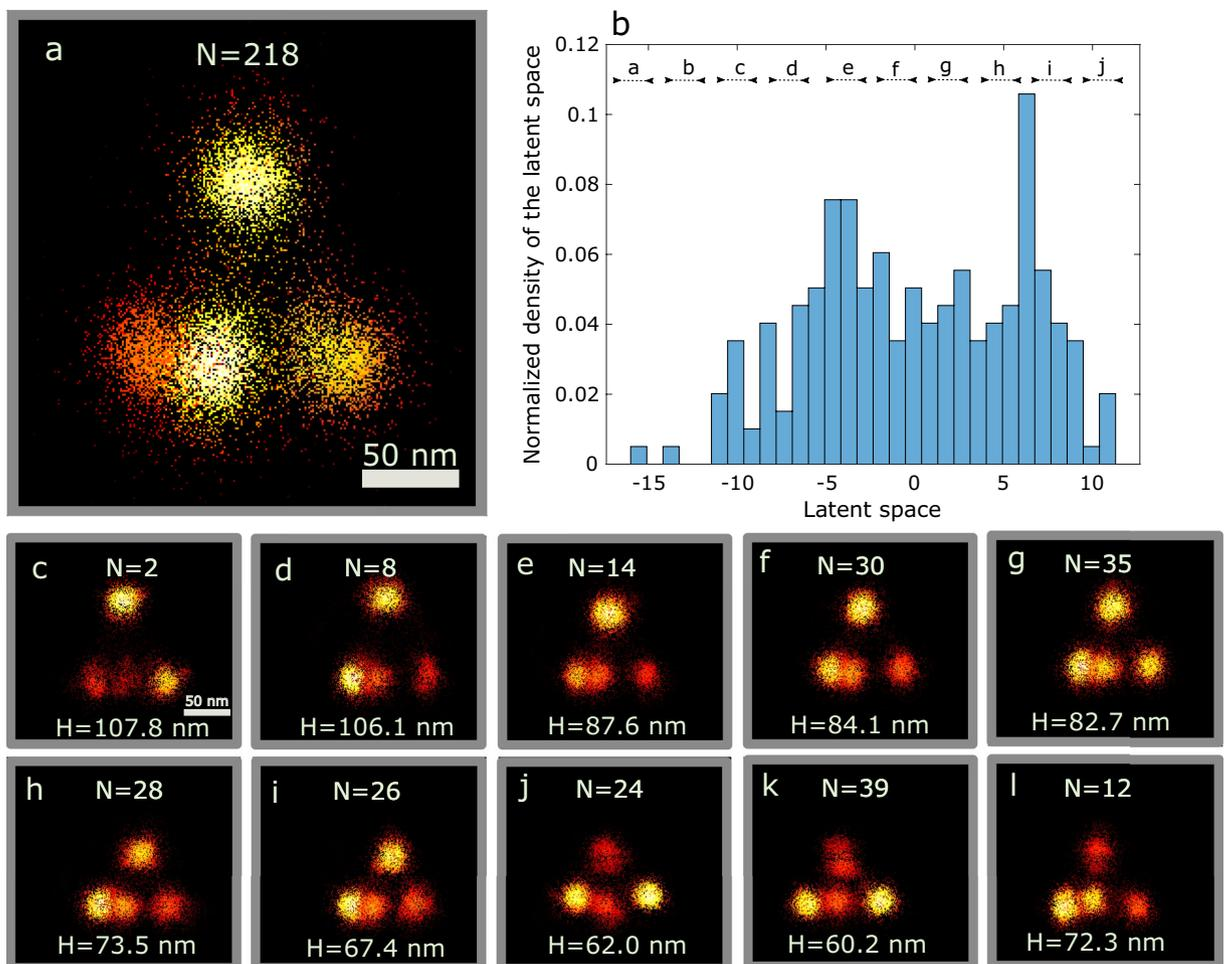 a
N=218
50 nm
b
Normalized density of the latent space
0.12
0.1
0.08
0.06
0.04
0.02
0
a b c d e f g h i j
-15 -10 -5 0 5 10
Latent space
c N=2
50 nm
H=107.8 nm
d N=8
H=106.1 nm
e N=14
H=87.6 nm
f N=30
H=84.1 nm
g N=35
H=82.7 nm
h N=28
H=73.5 nm
i N=26
H=67.4 nm
j N=24
H=62.0 nm
k N=39
H=60.2 nm
l N=12
H=72.3 nm